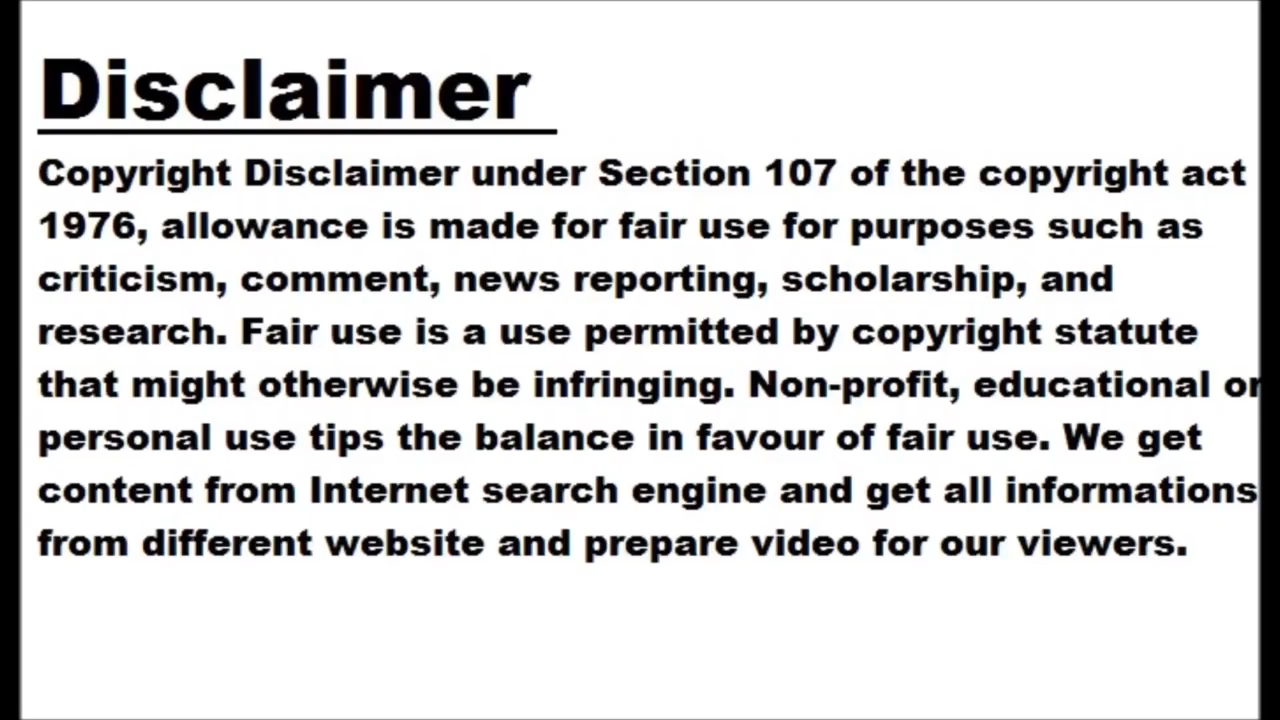 Disclaimer
Copyright Disclaimer under Section 107 of the copyright act
1976, allowance is made for fair use for purposes such as
criticism, comment, news reporting, scholarship, and
research. Fair use is a use permitted by copyright statute
that might otherwise be infringing. Non-profit, educational or
personal use tips the balance in favour of fair use. We get
content from Internet search engine and get all informations
from different website and prepare video for our viewers.